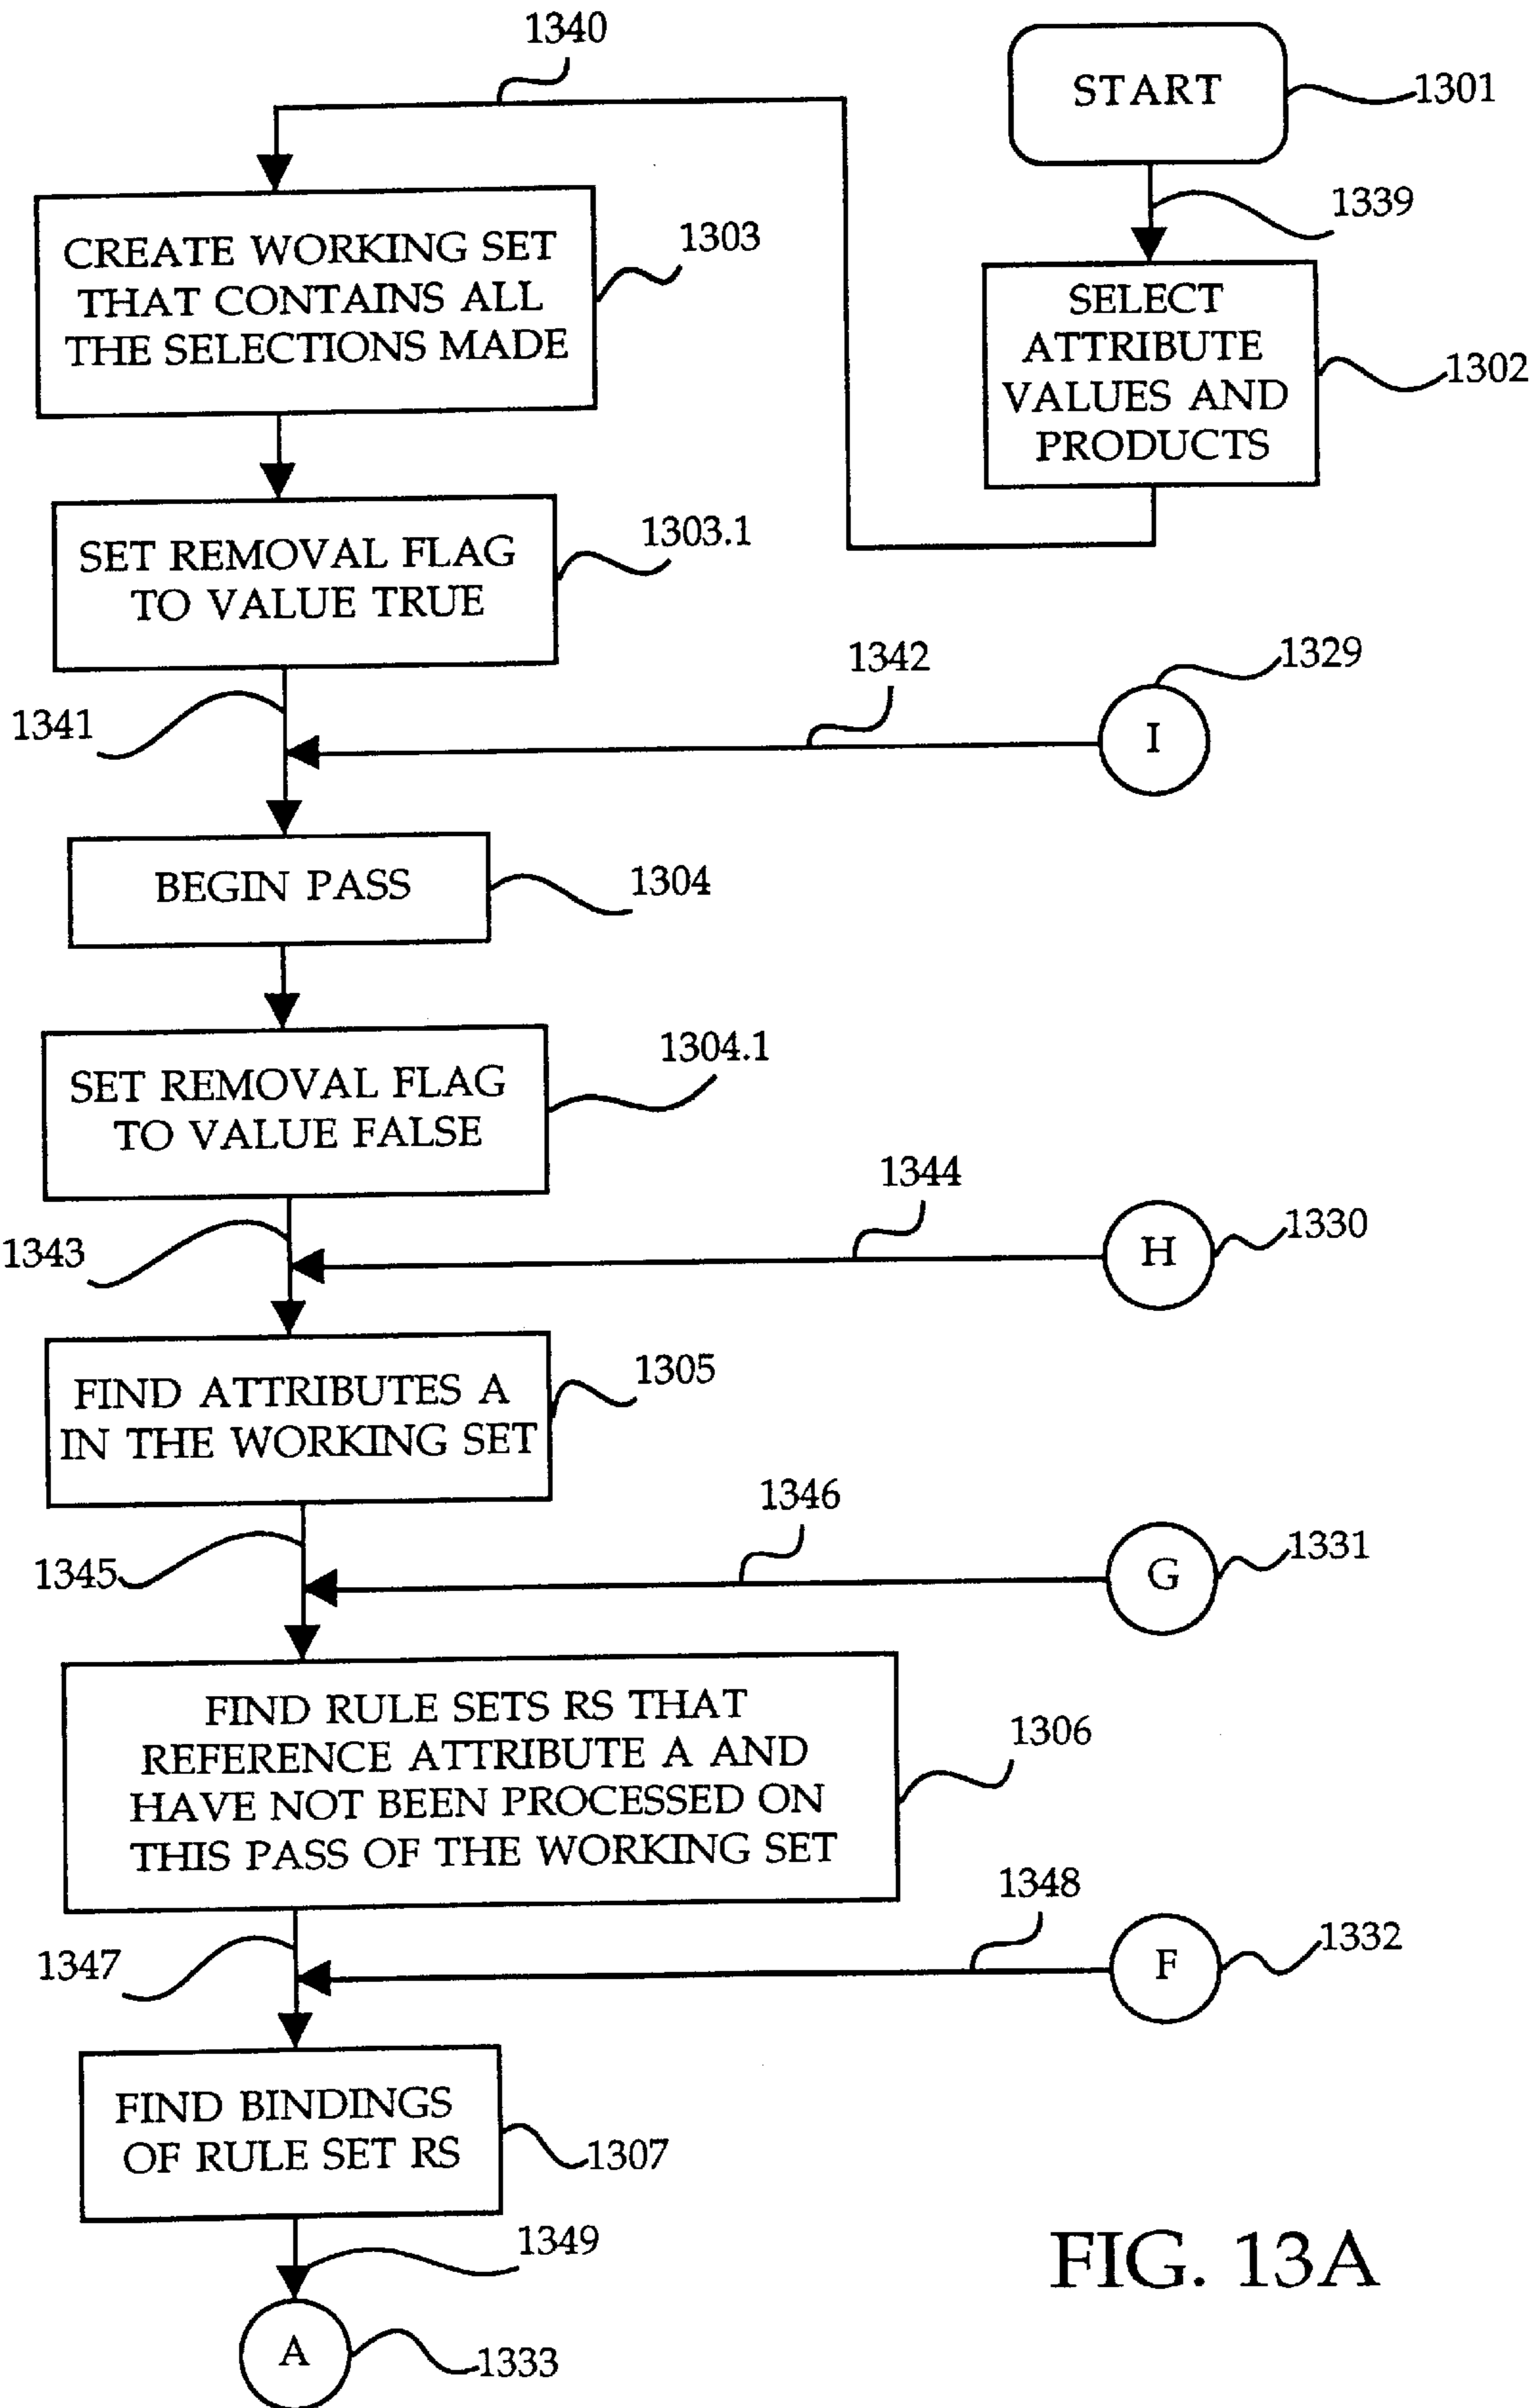 1340
START
1301
1339
CREATE WORKING SET
THAT CONTAINS ALL
THE SELECTIONS MADE
1303
SELECT
ATTRIBUTE
VALUES AND
PRODUCTS
1302
SET REMOVAL FLAG
TO VALUE TRUE
1303.1
1341
1342
I
1329
BEGIN PASS
1304
SET REMOVAL FLAG
TO VALUE FALSE
1304.1
1343
1344
H
1330
FIND ATTRIBUTES A
IN THE WORKING SET
1305
1345
1346
G
1331
FIND RULE SETS RS THAT
REFERENCE ATTRIBUTE A AND
HAVE NOT BEEN PROCESSED ON
THIS PASS OF THE WORKING SET
1306
1347
1348
F
1332
FIND BINDINGS
OF RULE SET RS
1307
1349
A
1333
FIG. 13A